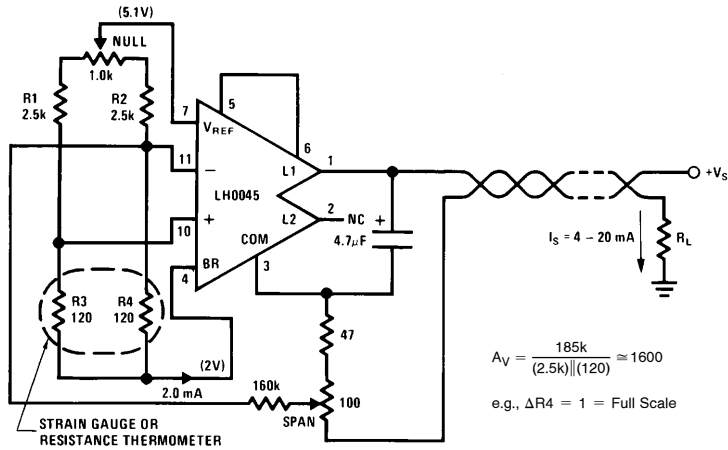 (5.1V)
NULL
1.0k
R1
2.5k
R2
2.5k
7
VREF
5
6
11
−
L1
1
LH0045
+VS
10
+
L2
2
NC
+
4.7µF
COM
BR
4
3
IS = 4 – 20 mA
RL
R3
120
R4
120
47
(2V)
2.0 mA
160k
100
SPAN
STRAIN GAUGE OR
RESISTANCE THERMOMETER
AV = 185k / (2.5k)||(120) ≅ 1600
e.g., ΔR4 = 1 = Full Scale